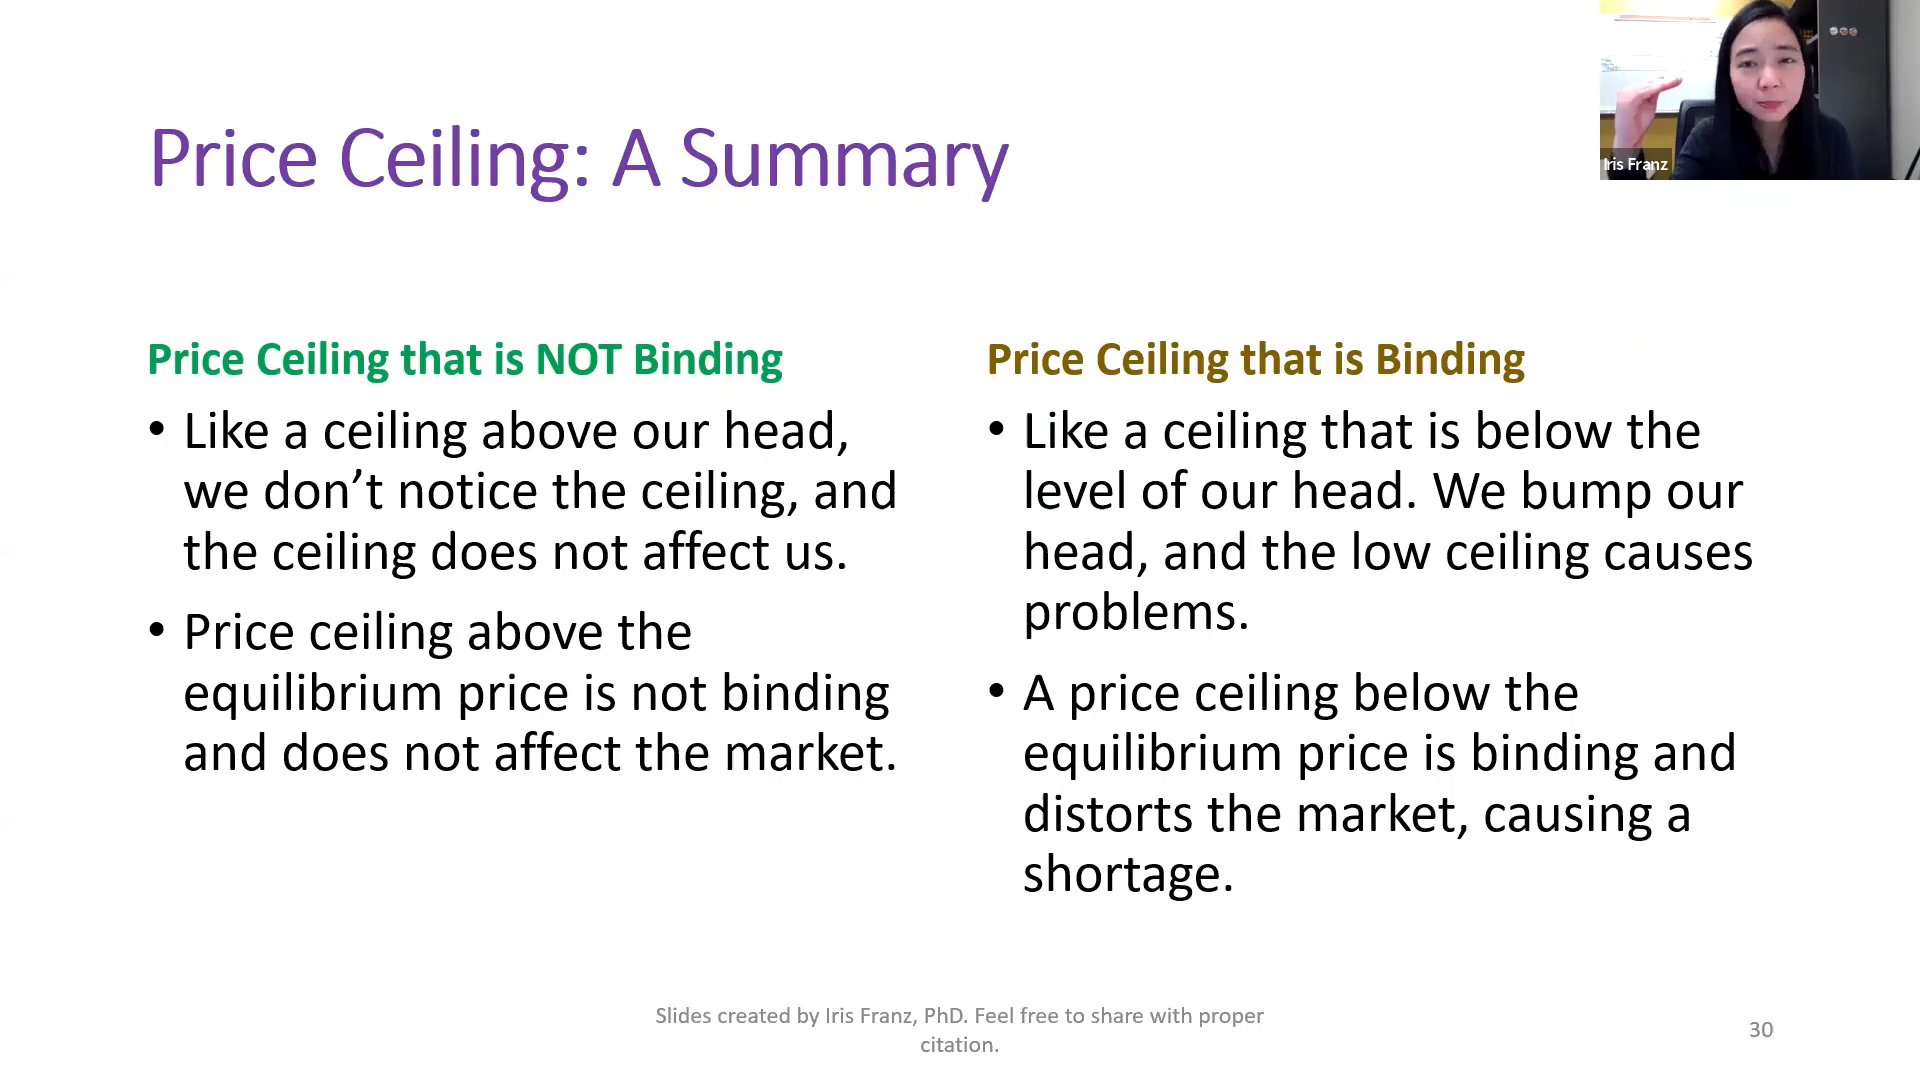 Iris Franz
Price Ceiling: A Summary
Price Ceiling that is NOT Binding
• Like a ceiling above our head,
we don’t notice the ceiling, and
the ceiling does not affect us.
• Price ceiling above the
equilibrium price is not binding
and does not affect the market.
Price Ceiling that is Binding
• Like a ceiling that is below the
level of our head. We bump our
head, and the low ceiling causes
problems.
• A price ceiling below the
equilibrium price is binding and
distorts the market, causing a
shortage.
Slides created by Iris Franz, PhD. Feel free to share with proper
citation.
30